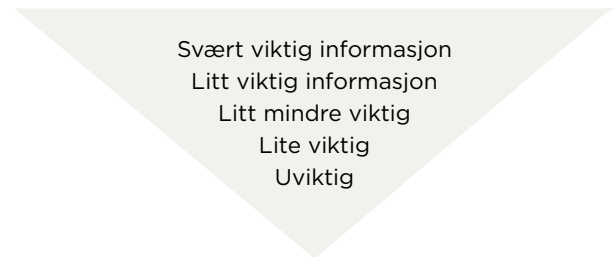 Svært viktig informasjon
Litt viktig informasjon
Litt mindre viktig
Lite viktig
Uviktig